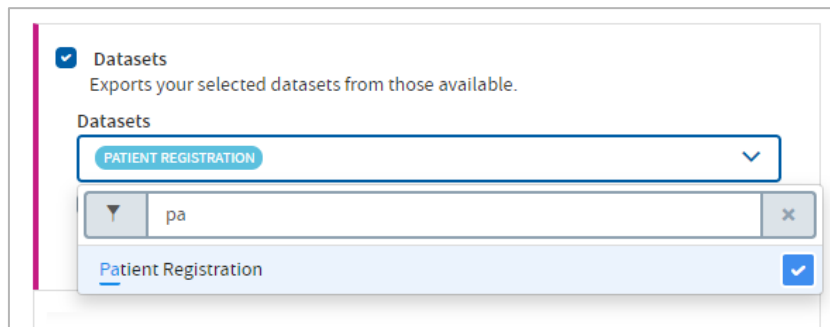 Datasets
Exports your selected datasets from those available.
Datasets
PATIENT REGISTRATION
pa
Patient Registration